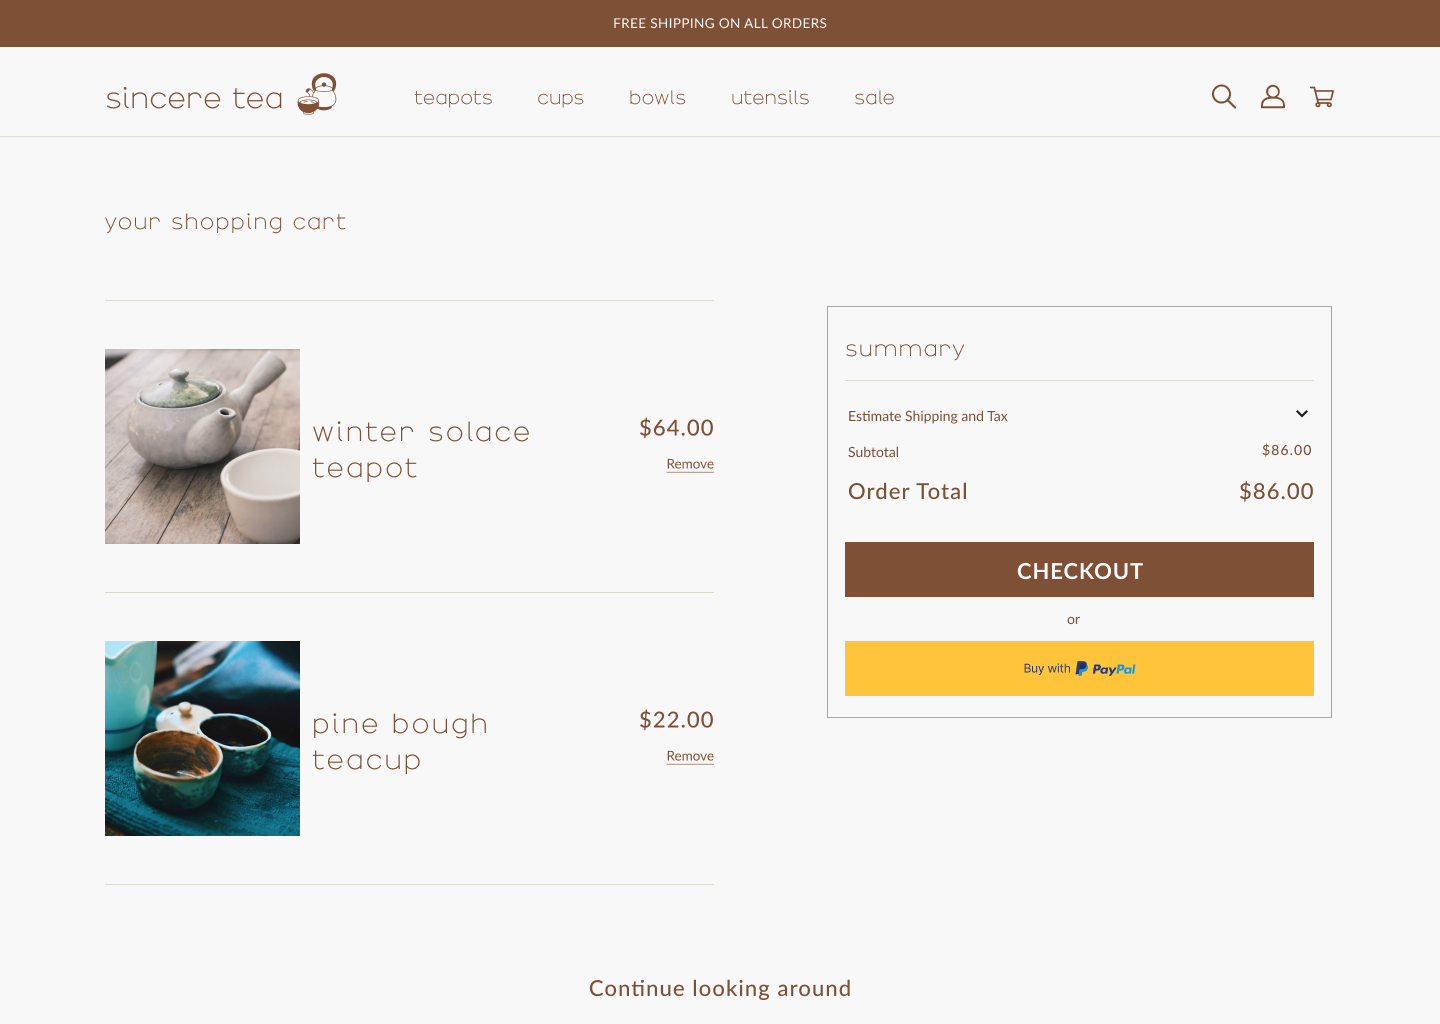 FREE SHIPPING ON ALL ORDERS
sincere tea
teapots cups bowls utensils sale
your shopping cart
winter solace
teapot
$64.00
Remove
pine bough
teacup
$22.00
Remove
summary
Estimate Shipping and Tax
Subtotal $86.00
Order Total $86.00
CHECKOUT
or
Buy with PayPal
Continue looking around